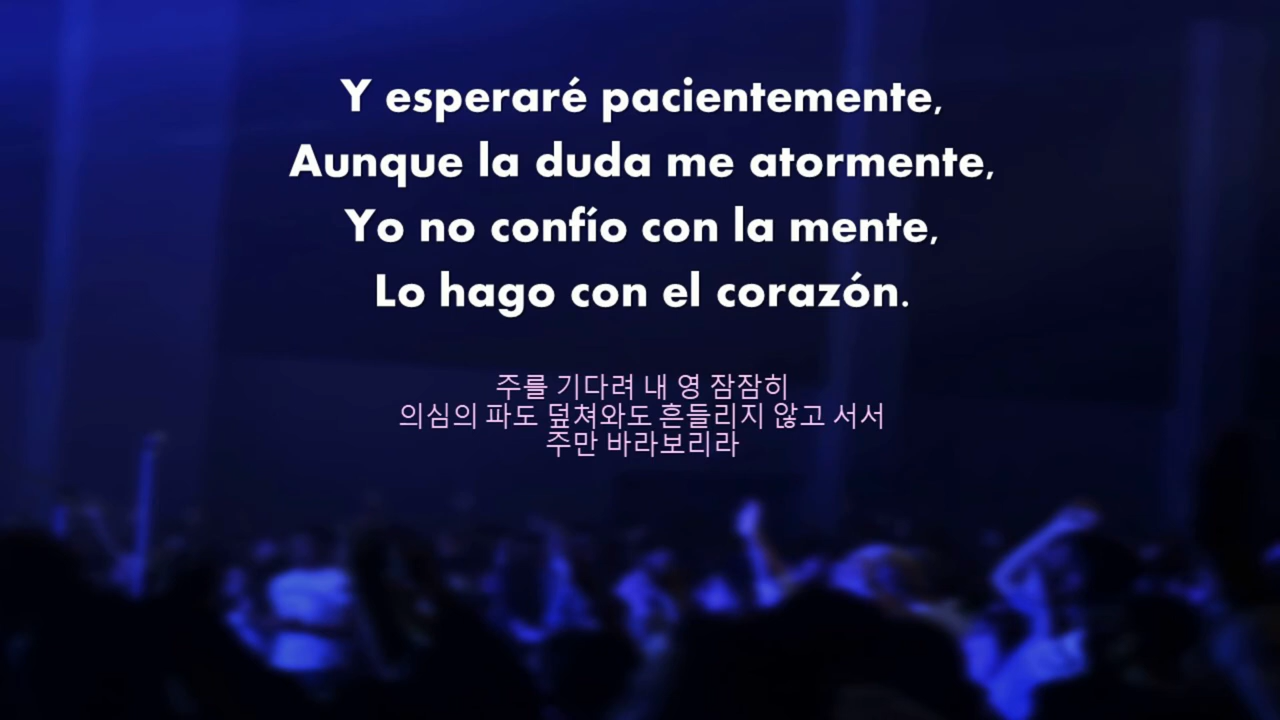 Y esperaré pacientemente,
Aunque la duda me atormente,
Yo no confío con la mente,
Lo hago con el corazón.
주를 기다려 내 영 잠잠히
의심의 파도 덮쳐와도 흔들리지 않고 서서
주만 바라보리라